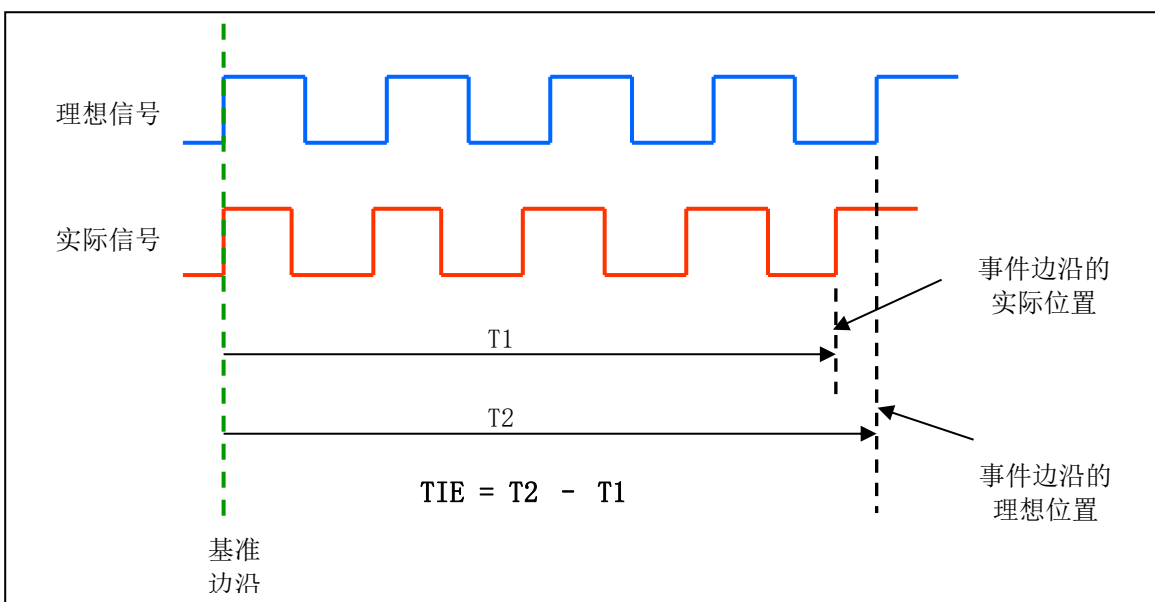 理想信号
实际信号
事件边沿的
实际位置
T1
T2
TIE = T2 - T1
事件边沿的
理想位置
基准
边沿